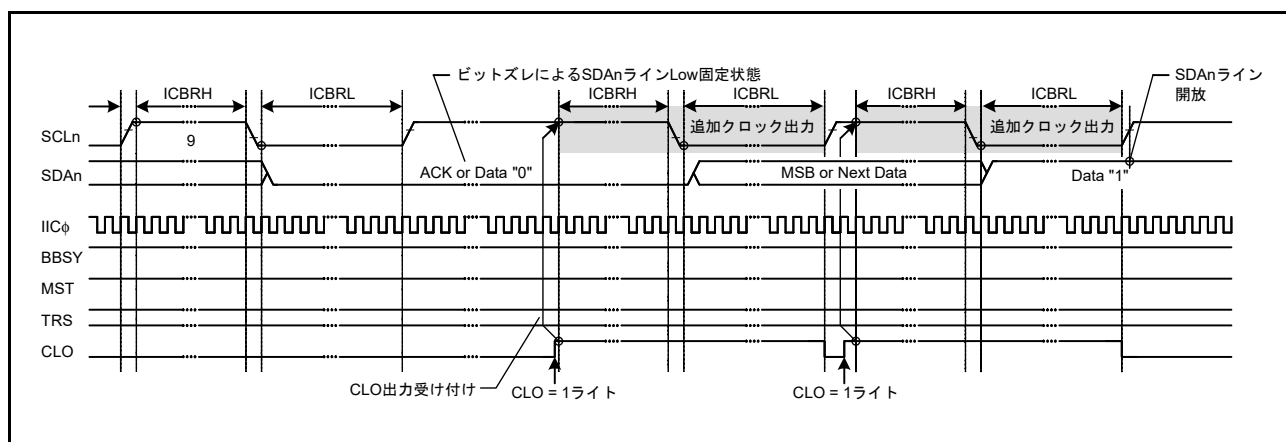 ビットズレによるSDAnラインLow固定状態
SDAnライン
開放
ICBRH
ICBRL
ICBRH
ICBRL
ICBRH
ICBRL
SCLn
9
追加クロック出力
追加クロック出力
SDAn
ACK or Data "0"
MSB or Next Data
Data "1"
IICφ
BBSY
MST
TRS
CLO
CLO出力受け付け
CLO = 1ライト
CLO = 1ライト